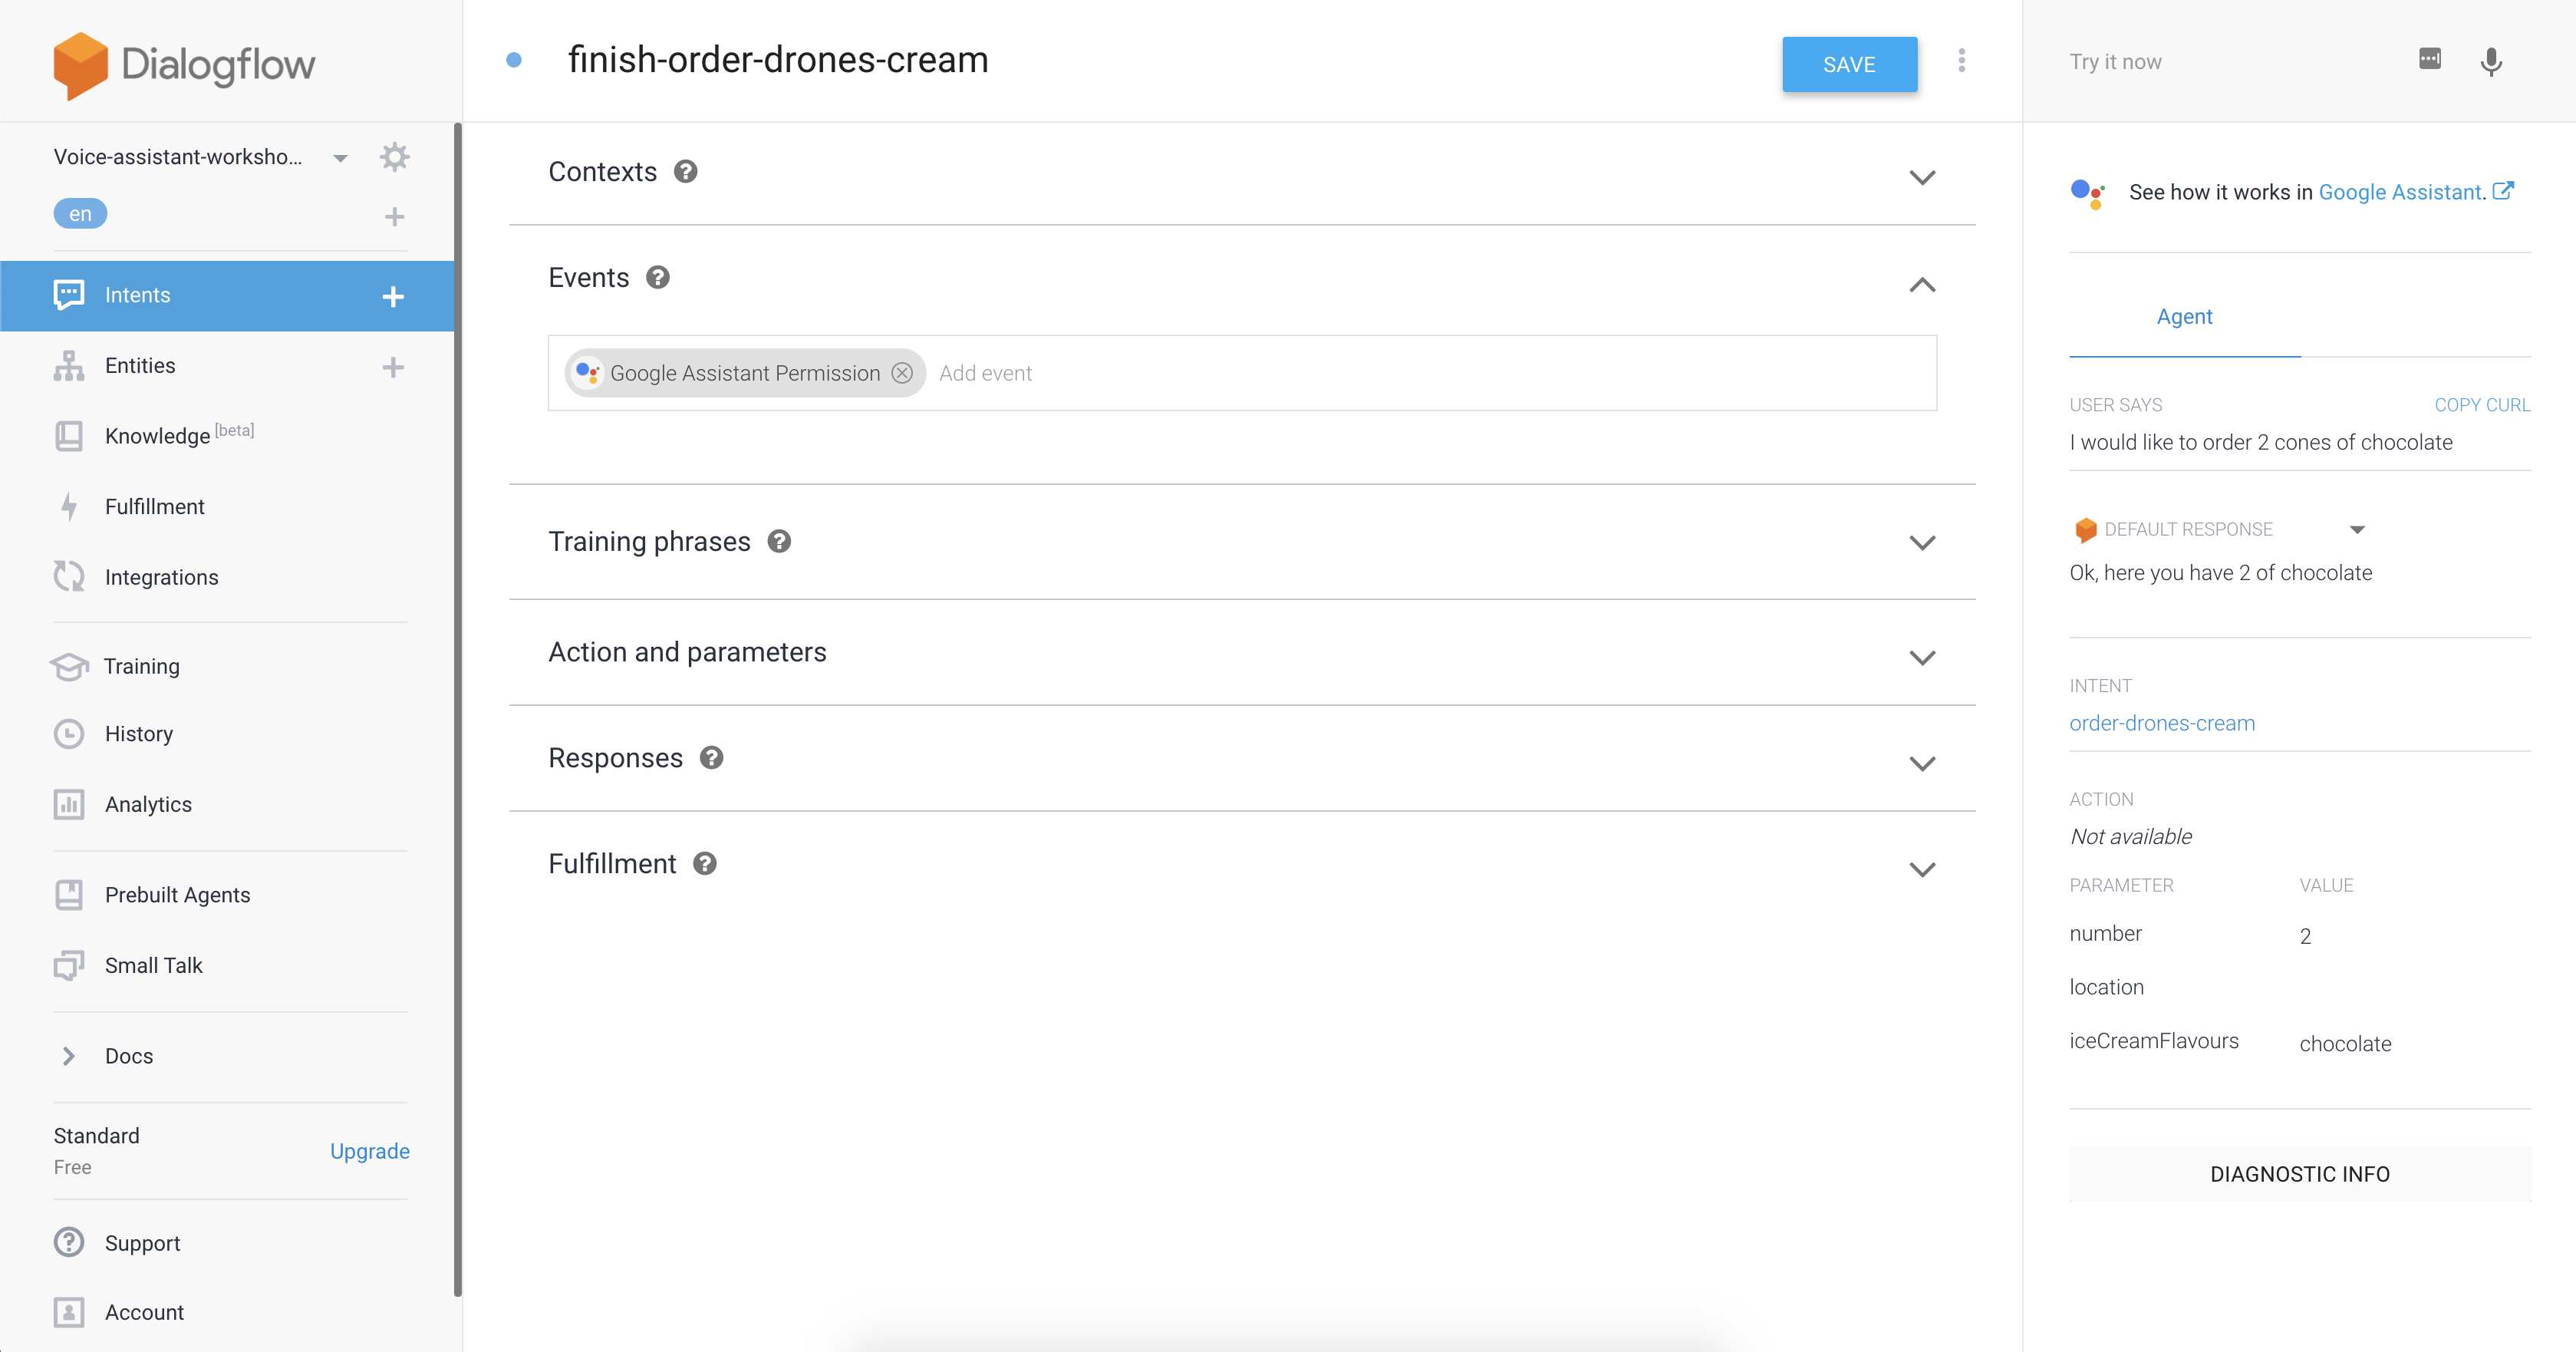 Dialogflow
Voice-assistant-worksho...
en
Intents
Entities
Knowledge [beta]
Fulfillment
Integrations
Training
History
Analytics
Prebuilt Agents
Small Talk
Docs
Standard
Free
Upgrade
Support
Account
finish-order-drones-cream
SAVE
Contexts
Events
Google Assistant Permission
Add event
Training phrases
Action and parameters
Responses
Fulfillment
Try it now
See how it works in Google Assistant.
Agent
USER SAYS COPY CURL
I would like to order 2 cones of chocolate
DEFAULT RESPONSE
Ok, here you have 2 of chocolate
INTENT
order-drones-cream
ACTION
Not available
PARAMETER VALUE
number 2
location
iceCreamFlavours chocolate
DIAGNOSTIC INFO